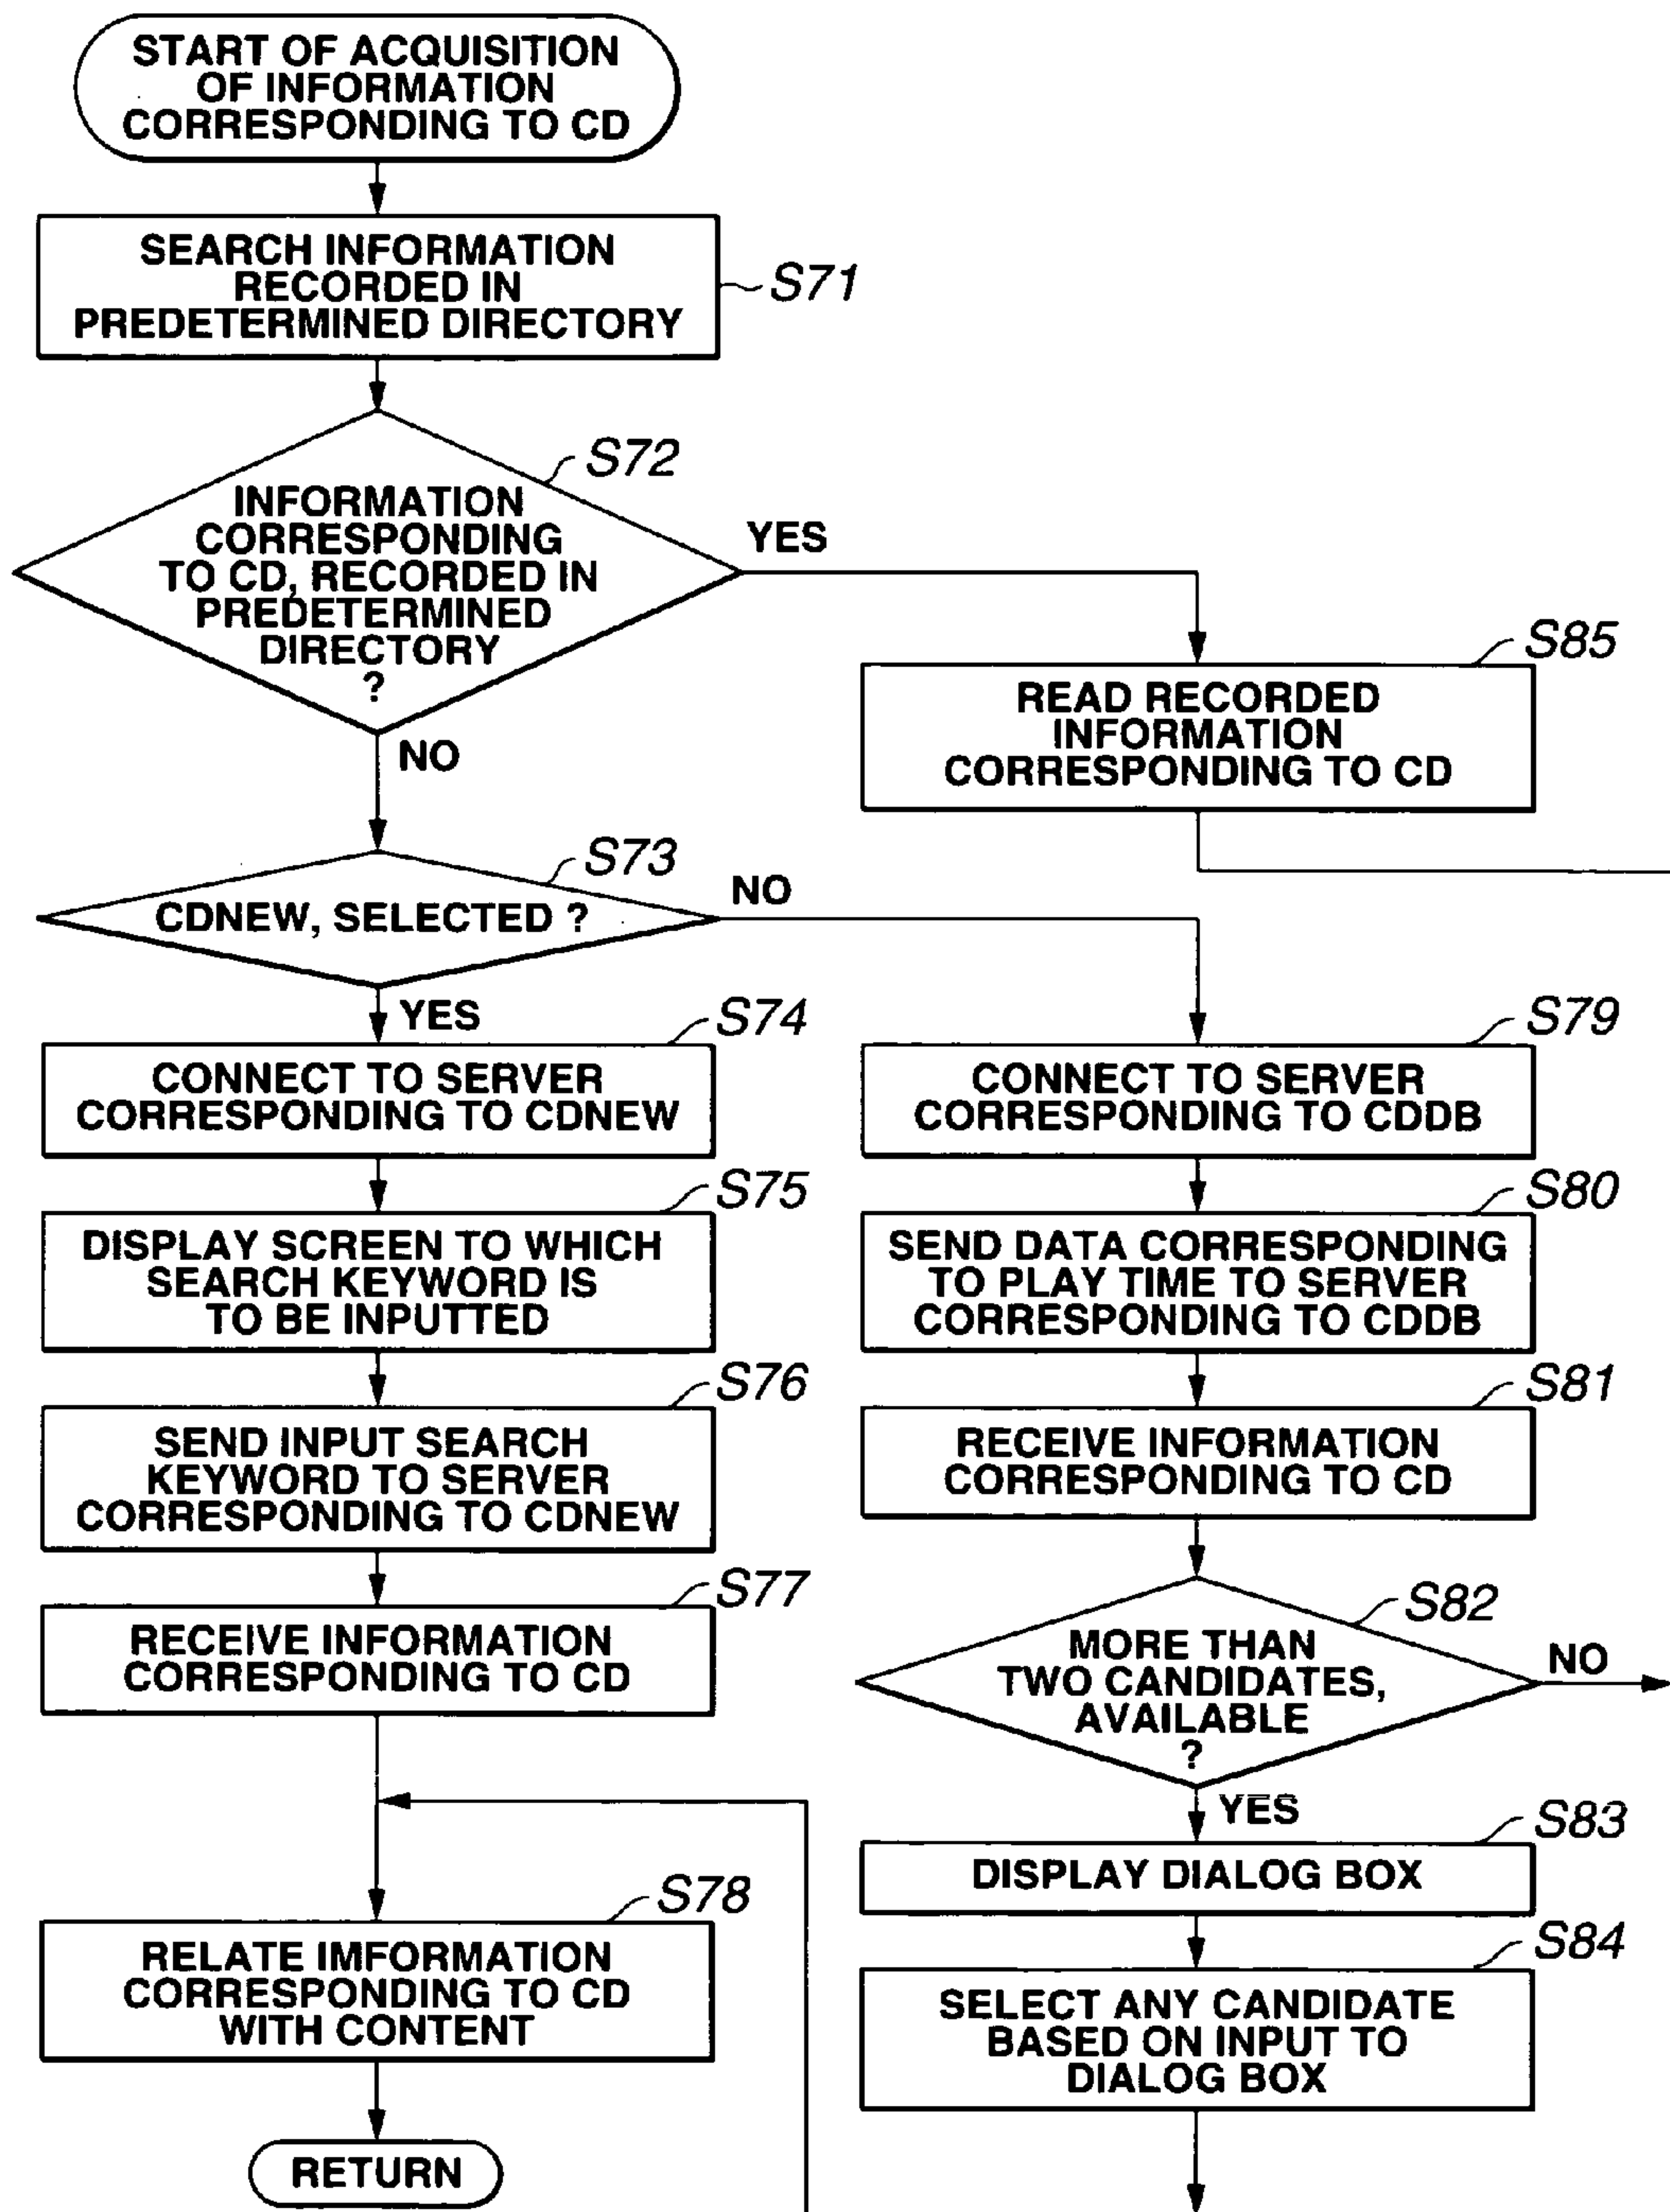 START OF ACQUISITION
OF INFORMATION
CORRESPONDING TO CD
SEARCH INFORMATION
RECORDED IN
PREDETERMINED DIRECTORY
S71
S72
INFORMATION
CORRESPONDING
TO CD, RECORDED IN
PREDETERMINED
DIRECTORY
?
YES
NO
S85
READ RECORDED
INFORMATION
CORRESPONDING TO CD
S73
CDNEW, SELECTED ?
NO
YES
S74
CONNECT TO SERVER
CORRESPONDING TO CDNEW
S75
DISPLAY SCREEN TO WHICH
SEARCH KEYWORD IS
TO BE INPUTTED
S76
SEND INPUT SEARCH
KEYWORD TO SERVER
CORRESPONDING TO CDNEW
S77
RECEIVE INFORMATION
CORRESPONDING TO CD
S78
RELATE IMFORMATION
CORRESPONDING TO CD
WITH CONTENT
RETURN
S79
CONNECT TO SERVER
CORRESPONDING TO CDDB
S80
SEND DATA CORRESPONDING
TO PLAY TIME TO SERVER
CORRESPONDING TO CDDB
S81
RECEIVE INFORMATION
CORRESPONDING TO CD
S82
MORE THAN
TWO CANDIDATES,
AVAILABLE
?
NO
YES
S83
DISPLAY DIALOG BOX
S84
SELECT ANY CANDIDATE
BASED ON INPUT TO
DIALOG BOX